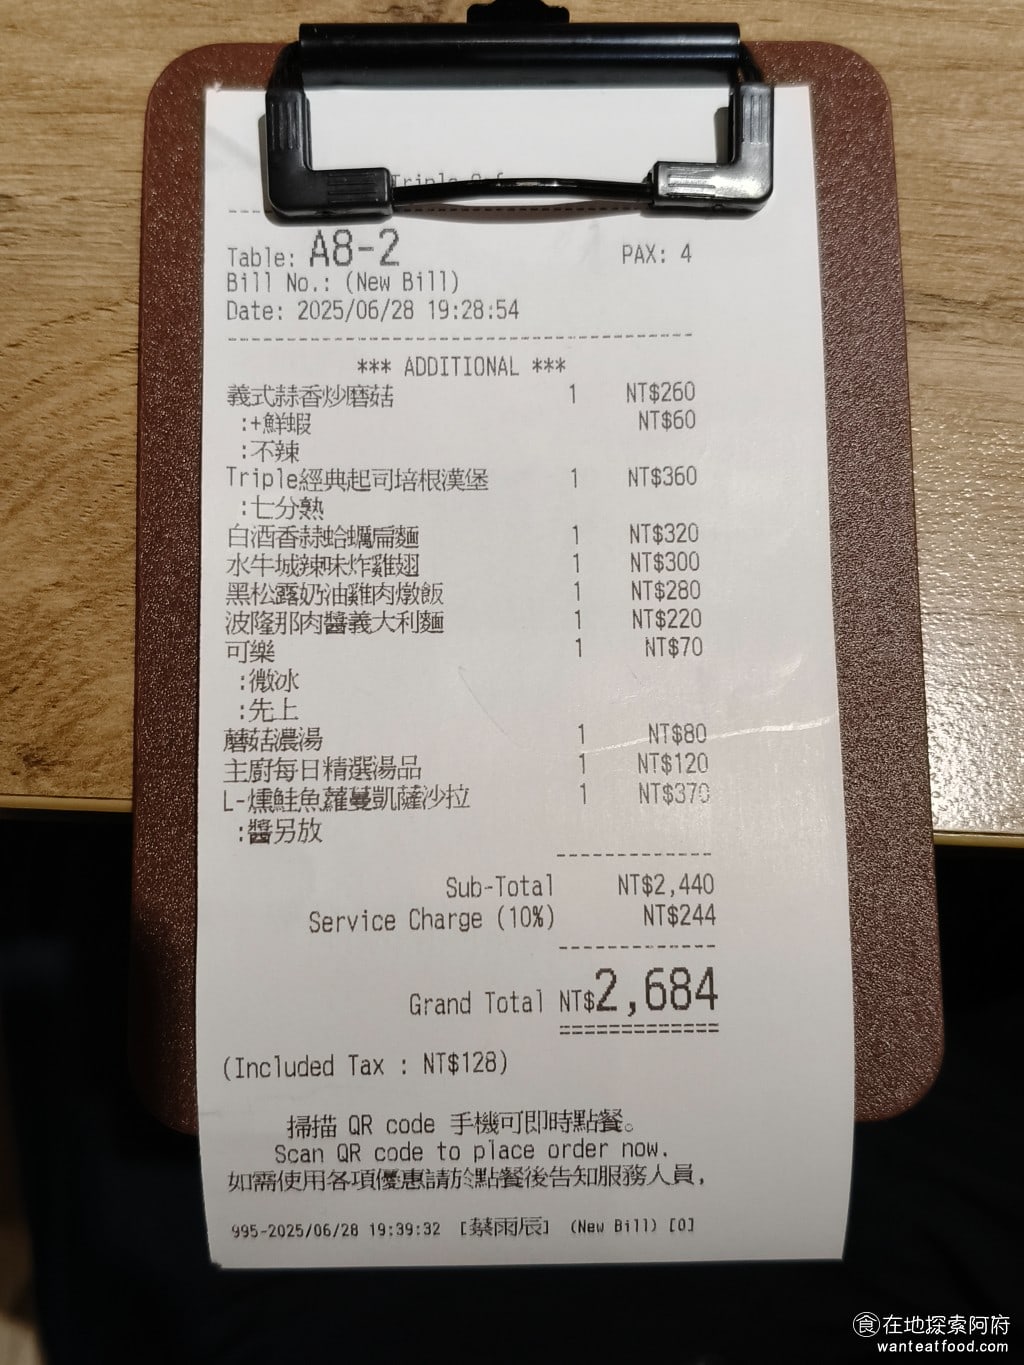 Triple
Table: A8-2 PAX: 4
Bill No.: (New Bill)
Date: 2025/06/28 19:28:54
*** ADDITIONAL ***
義式蒜香炒蘑菇 1 NT$260
:+鮮蝦 NT$60
:不辣
Triple經典起司培根漢堡 1 NT$360
:七分熟
白酒香蒜蛤蠣扁麵 1 NT$320
水牛城辣味炸雞翅 1 NT$300
黑松露奶油雞肉燉飯 1 NT$280
波隆那肉醬義大利麵 1 NT$220
可樂 1 NT$70
:微冰
:先上
蘑菇濃湯 1 NT$80
主廚每日精選湯品 1 NT$120
L-燻鮭魚蘿蔓凱薩沙拉 1 NT$370
:醬另放
Sub-Total NT$2,440
Service Charge (10%) NT$244
Grand Total NT$2,684
(Included Tax : NT$128)
掃描 QR code 手機可即時點餐。
Scan QR code to place order now.
如需使用各項優惠請於點餐後告知服務人員,
995-2025/06/28 19:39:32 [蔡雨辰] (New Bill) [0]
食在地探索阿府
wanteatfood.com